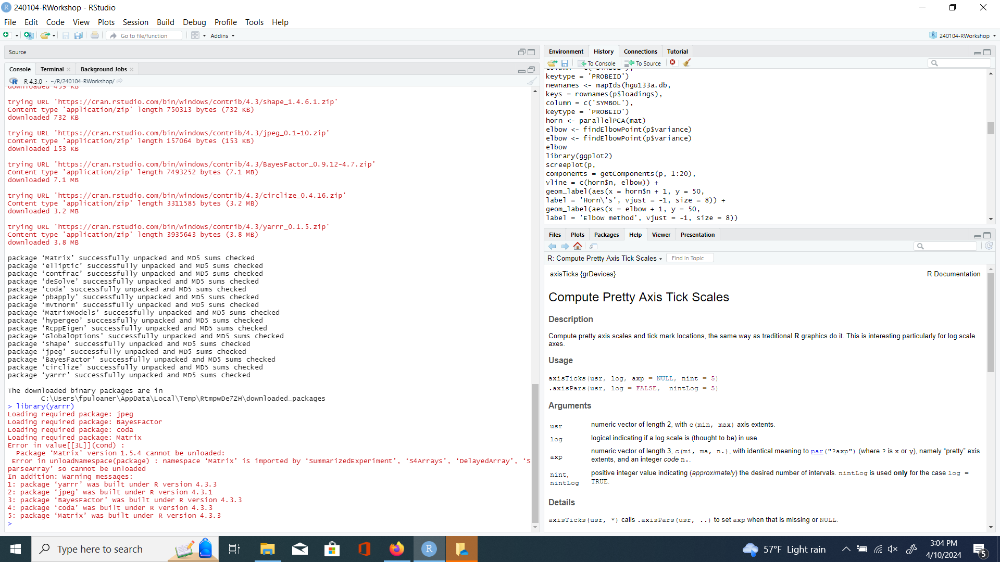 240104-RWorkshop - RStudio
File Edit Code View Plots Session Build Debug Profile Tools Help
Go to file/function Addins 240104-RWorkshop
Source
Console Terminal Background Jobs
R 4.3.0 · ~/R/240104-RWorkshop/
downloaded 459 KB
trying URL 'https://cran.rstudio.com/bin/windows/contrib/4.3/shape_1.4.6.1.zip'
Content type 'application/zip' length 750313 bytes (732 KB)
downloaded 732 KB
trying URL 'https://cran.rstudio.com/bin/windows/contrib/4.3/jpeg_0.1-10.zip'
Content type 'application/zip' length 157064 bytes (153 KB)
downloaded 153 KB
trying URL 'https://cran.rstudio.com/bin/windows/contrib/4.3/BayesFactor_0.9.12-4.7.zip'
Content type 'application/zip' length 7493252 bytes (7.1 MB)
downloaded 7.1 MB
trying URL 'https://cran.rstudio.com/bin/windows/contrib/4.3/circlize_0.4.16.zip'
Content type 'application/zip' length 3311585 bytes (3.2 MB)
downloaded 3.2 MB
trying URL 'https://cran.rstudio.com/bin/windows/contrib/4.3/yarrr_0.1.5.zip'
Content type 'application/zip' length 3935643 bytes (3.8 MB)
downloaded 3.8 MB
package ‘Matrix’ successfully unpacked and MD5 sums checked
package ‘elliptic’ successfully unpacked and MD5 sums checked
package ‘contfrac’ successfully unpacked and MD5 sums checked
package ‘deSolve’ successfully unpacked and MD5 sums checked
package ‘coda’ successfully unpacked and MD5 sums checked
package ‘pbapply’ successfully unpacked and MD5 sums checked
package ‘mvtnorm’ successfully unpacked and MD5 sums checked
package ‘MatrixModels’ successfully unpacked and MD5 sums checked
package ‘hypergeo’ successfully unpacked and MD5 sums checked
package ‘RcppEigen’ successfully unpacked and MD5 sums checked
package ‘GlobalOptions’ successfully unpacked and MD5 sums checked
package ‘shape’ successfully unpacked and MD5 sums checked
package ‘jpeg’ successfully unpacked and MD5 sums checked
package ‘BayesFactor’ successfully unpacked and MD5 sums checked
package ‘circlize’ successfully unpacked and MD5 sums checked
package ‘yarrr’ successfully unpacked and MD5 sums checked
The downloaded binary packages are in
C:\Users\fpuloaner\AppData\Local\Temp\RtmpwDe7ZH\downloaded_packages
> library(yarrr)
Loading required package: jpeg
Loading required package: BayesFactor
Loading required package: coda
Loading required package: Matrix
Error in value[[3L]](cond) :
Package ‘Matrix’ version 1.5.4 cannot be unloaded:
Error in unloadNamespace(package) : namespace ‘Matrix’ is imported by ‘SummarizedExperiment’, ‘S4Arrays’, ‘DelayedArray’, ‘S
parseArray’ so cannot be unloaded
In addition: Warning messages:
1: package ‘yarrr’ was built under R version 4.3.3
2: package ‘jpeg’ was built under R version 4.3.1
3: package ‘BayesFactor’ was built under R version 4.3.3
4: package ‘coda’ was built under R version 4.3.3
5: package ‘Matrix’ was built under R version 4.3.3
>
Environment History Connections Tutorial
To Console To Source
column = c('SYMBOL'),
keytype = 'PROBEID')
newnames <- mapIds(hgu133a.db,
keys = rownames(p$loadings),
column = c('SYMBOL'),
keytype = 'PROBEID')
horn <- parallelPCA(mat)
elbow <- findElbowPoint(p$variance)
elbow <- findElbowPoint(p$variance)
elbow
library(ggplot2)
screeplot(p,
components = getComponents(p, 1:20),
vline = c(horn$n, elbow)) +
geom_label(aes(x = horn$n + 1, y = 50,
label = 'Horn\'s', vjust = -1, size = 8)) +
geom_label(aes(x = elbow + 1, y = 50,
label = 'Elbow method', vjust = -1, size = 8))
Files Plots Packages Help Viewer Presentation
R: Compute Pretty Axis Tick Scales Find in Topic
axisTicks {grDevices} R Documentation
Compute Pretty Axis Tick Scales
Description
Compute pretty axis scales and tick mark locations, the same way as traditional R graphics do it. This is interesting particularly for log scale
axes.
Usage
axisTicks(usr, log, axp = NULL, nint = 5)
.axisPars(usr, log = FALSE, nintLog = 5)
Arguments
usr numeric vector of length 2, with c(min, max) axis extents.
log logical indicating if a log scale is (thought to be) in use.
axp numeric vector of length 3, c(mi, ma, n.), with identical meaning to par("?axp") (where ? is x or y), namely “pretty” axis
extents, and an integer code n..
nint, nintLog positive integer value indicating (approximately) the desired number of intervals. nintLog is used only for the case log =
TRUE.
Details
axisTicks(usr, *) calls .axisPars(usr, ..) to set axp when that is missing or NULL.
Type here to search
57°F Light rain
3:04 PM
4/10/2024
5